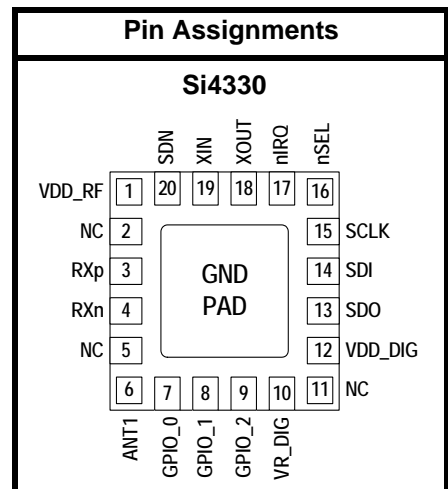 Pin Assignments
Si4330
SDN
XIN
XOUT
nIRQ
nSEL
VDD_RF 1 20 19 18 17 16
NC 2 15 SCLK
RXp 3 GND 14 SDI
RXn 4 PAD 13 SDO
NC 5 12 VDD_DIG
6 7 8 9 10 11 NC
ANT1
GPIO_0
GPIO_1
GPIO_2
VR_DIG